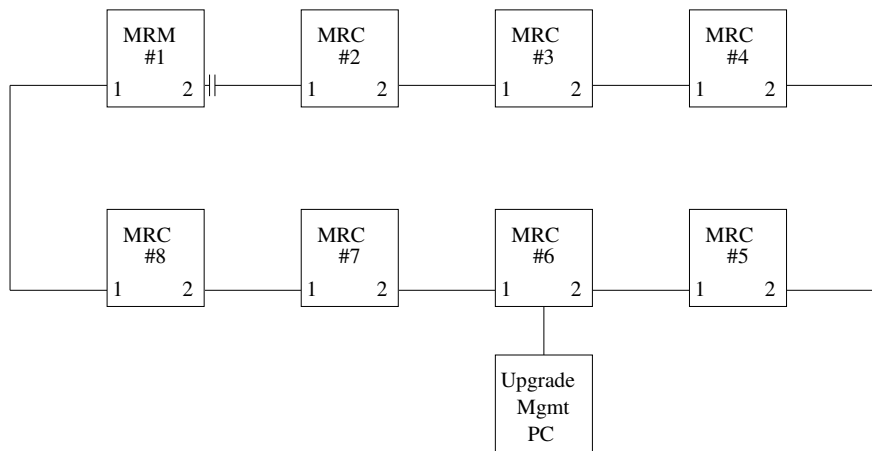 MRM
#1
1 2
MRC
#2
1 2
MRC
#3
1 2
MRC
#4
1 2
MRC
#8
1 2
MRC
#7
1 2
MRC
#6
1 2
MRC
#5
1 2
Upgrade
Mgmt
PC